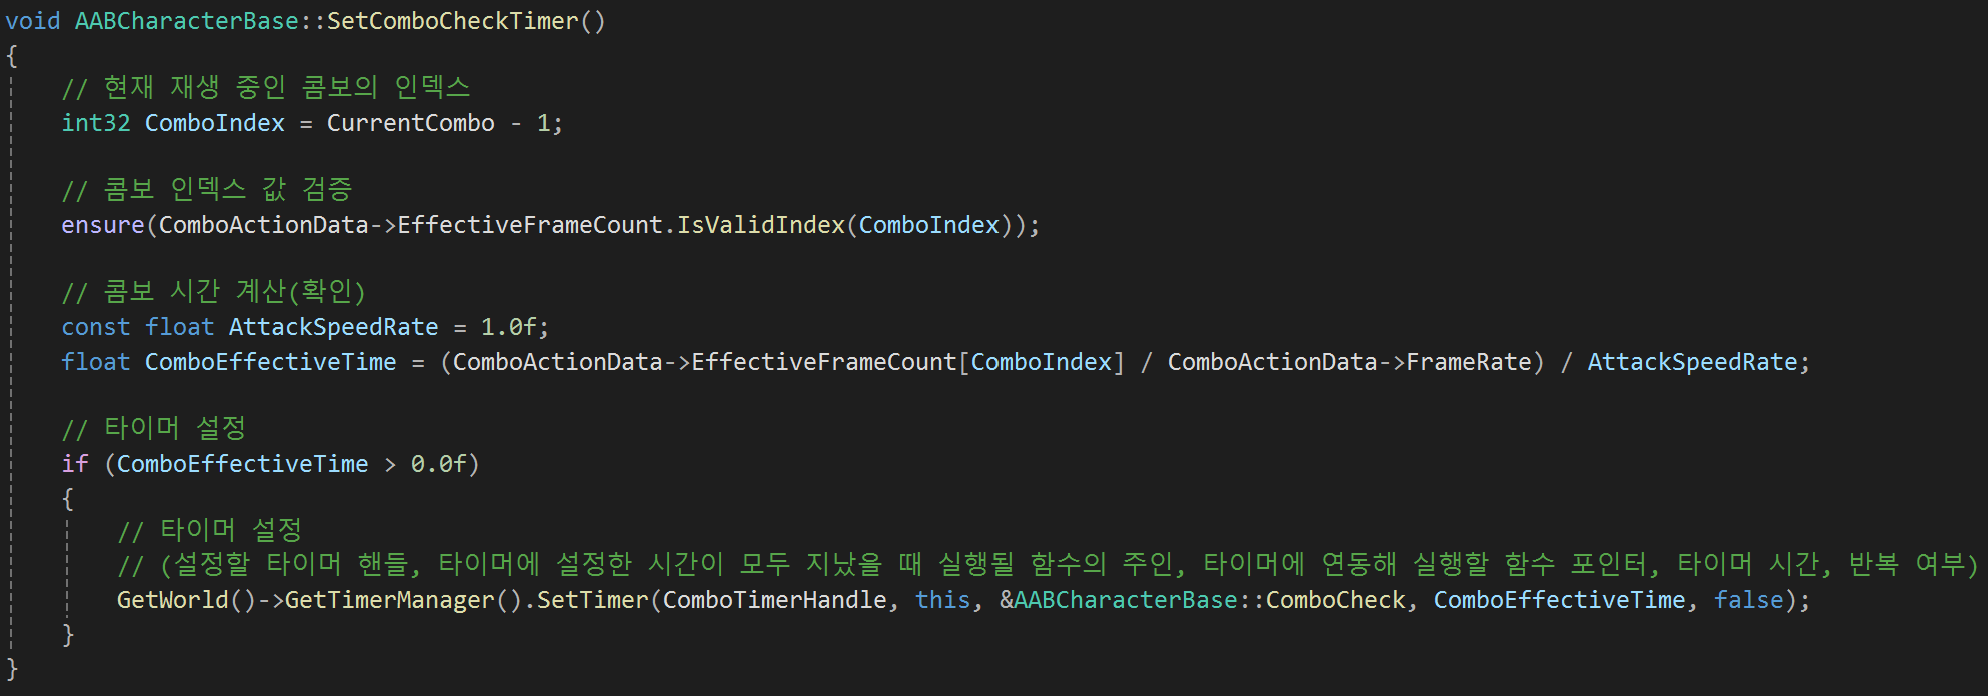 void AABCharacterBase::SetComboCheckTimer()
{
// 현재 재생 중인 콤보의 인덱스
int32 ComboIndex = CurrentCombo - 1;
// 콤보 인덱스 값 검증
ensure(ComboActionData->EffectiveFrameCount.IsValidIndex(ComboIndex));
// 콤보 시간 계산(확인)
const float AttackSpeedRate = 1.0f;
float ComboEffectiveTime = (ComboActionData->EffectiveFrameCount[ComboIndex] / ComboActionData->FrameRate) / AttackSpeedRate;
// 타이머 설정
if (ComboEffectiveTime > 0.0f)
{
// 타이머 설정
// (설정할 타이머 핸들, 타이머에 설정한 시간이 모두 지났을 때 실행될 함수의 주인, 타이머에 연동해 실행할 함수 포인터, 타이머 시간, 반복 여부)
GetWorld()->GetTimerManager().SetTimer(ComboTimerHandle, this, &AABCharacterBase::ComboCheck, ComboEffectiveTime, false);
}
}